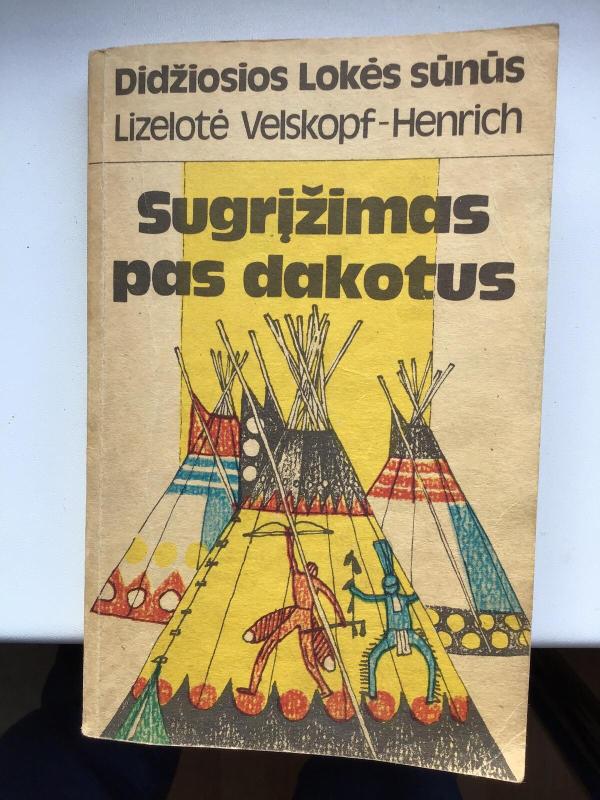 Didžiosios Lokės sūnūs
Lizelotė Velskopf-Henrich
Sugrįžimas
pas dakotus